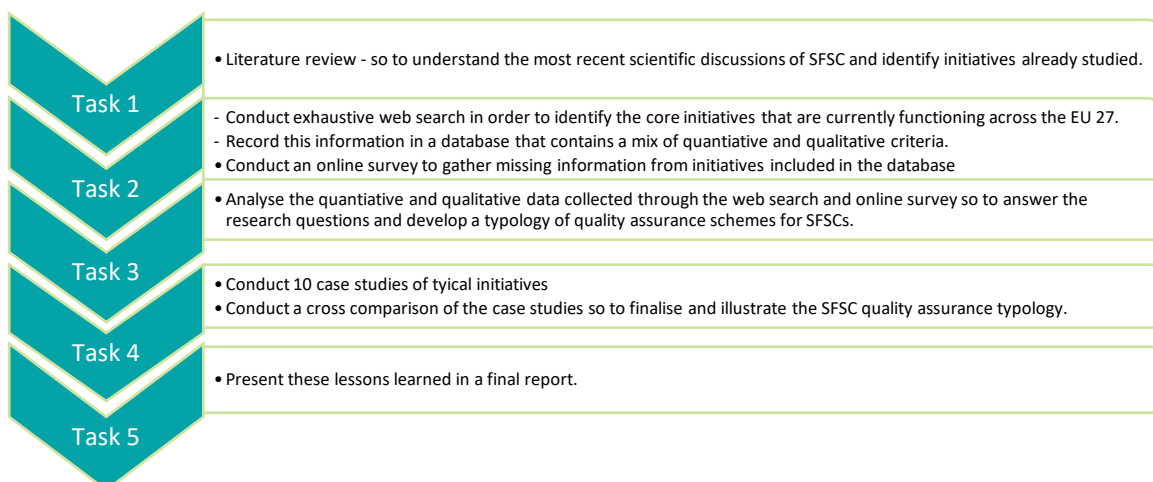 • Literature review - so to understand the most recent scientific discussions of SFSC and identify initiatives already studied.
Task 1
- Conduct exhaustive web search in order to identify the core initiatives that are currently functioning across the EU 27.
- Record this information in a database that contains a mix of quantiative and qualitative criteria.
• Conduct an online survey to gather missing information from initiatives included in the database
Task 2
• Analyse the quantiative and qualitative data collected through the web search and online survey so to answer the
research questions and develop a typology of quality assurance schemes for SFSCs.
Task 3
• Conduct 10 case studies of tyical initiatives
• Conduct a cross comparison of the case studies so to finalise and illustrate the SFSC quality assurance typology.
Task 4
• Present these lessons learned in a final report.
Task 5